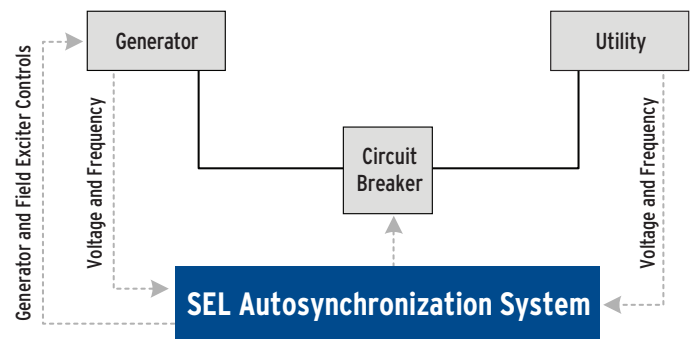 Generator
Utility
Generator and Field Exciter Controls
Voltage and Frequency
Circuit
Breaker
Voltage and Frequency
SEL Autosynchronization System